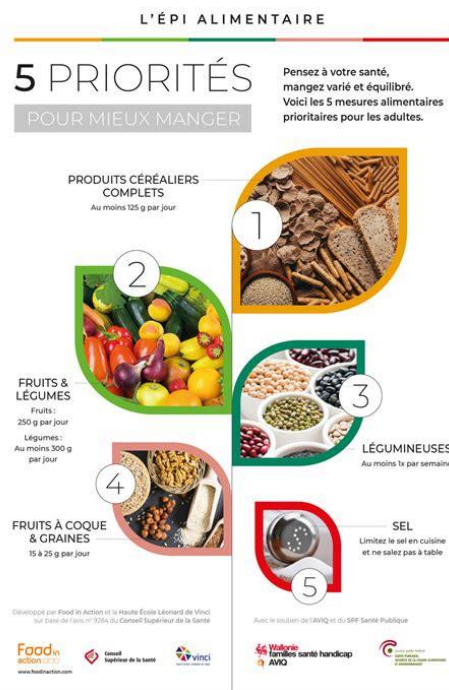 L'ÉPI ALIMENTAIRE
5 PRIORITÉS
POUR MIEUX MANGER
Pensez à votre santé,
mangez varié et équilibré.
Voici les 5 mesures alimentaires
prioritaires pour les adultes.
PRODUITS CÉRÉALIERS
COMPLETS
Au moins 125 g par jour
1
2
FRUITS &
LÉGUMES
Fruits :
250 g par jour
Légumes :
Au moins 300 g
par jour
3
LÉGUMINEUSES
Au moins 1x par semaine
4
FRUITS À COQUE
& GRAINES
15 à 25 g par jour
SEL
Limitez le sel en cuisine
et ne salez pas à table
5
Développé par Food in Action et la Haute École Léonard de Vinci
sur base de l'avis n° 9284 du Conseil Supérieur de la Santé
Avec le soutien de l'AVIQ et du SPF Santé Publique
Food in
action
www.foodinaction.com
Conseil
Supérieur de la Santé
vinci
Wallonie
familles santé handicap
AVIQ